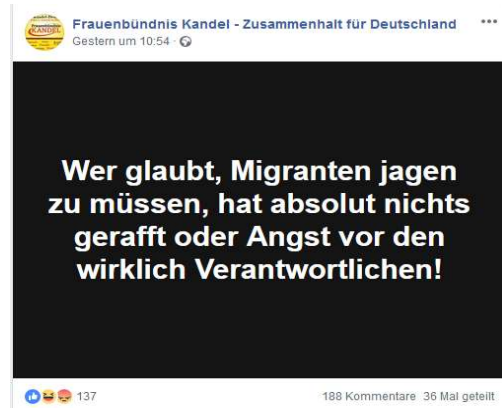 Frauenbündnis Kandel - Zusammenhalt für Deutschland
Gestern um 10:54 ·
Wer glaubt, Migranten jagen
zu müssen, hat absolut nichts
gerafft oder Angst vor den
wirklich Verantwortlichen!
137
188 Kommentare 36 Mal geteilt